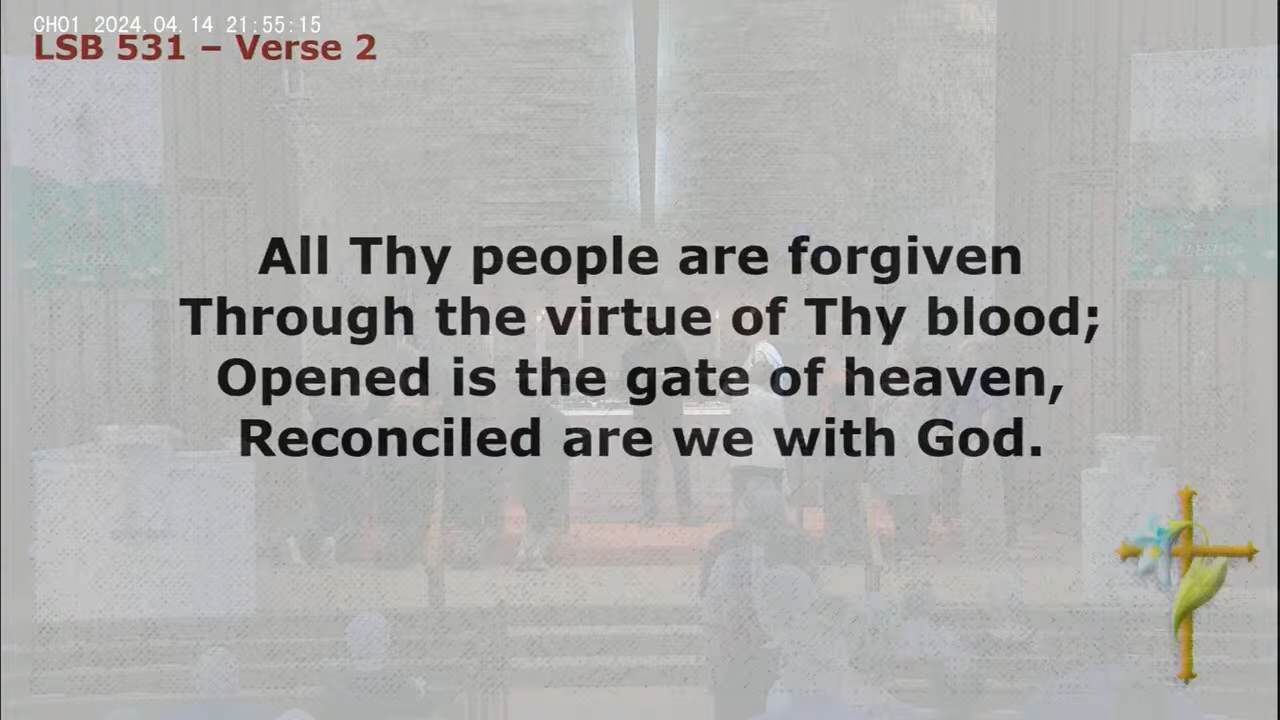 CH01 2024.04.14 21:55:15
LSB 531 – Verse 2
All Thy people are forgiven
Through the virtue of Thy blood;
Opened is the gate of heaven,
Reconciled are we with God.